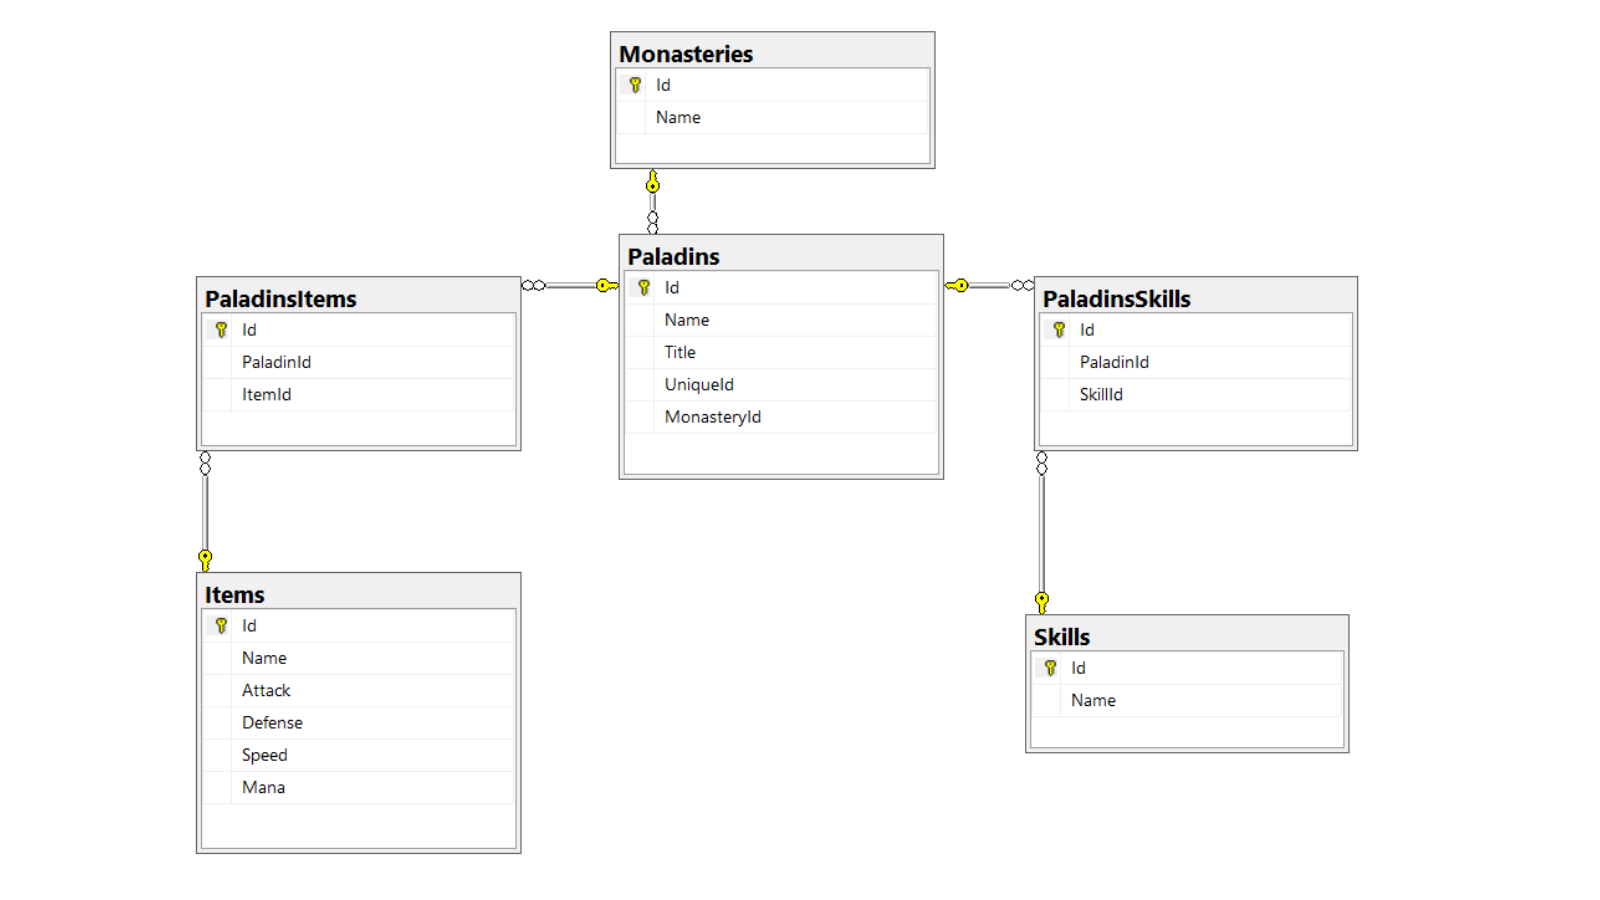 Monasteries
Id
Name
Paladins
Id
Name
Title
UniqueId
MonasteryId
PaladinsItems
Id
PaladinId
ItemId
PaladinsSkills
Id
PaladinId
SkillId
Items
Id
Name
Attack
Defense
Speed
Mana
Skills
Id
Name